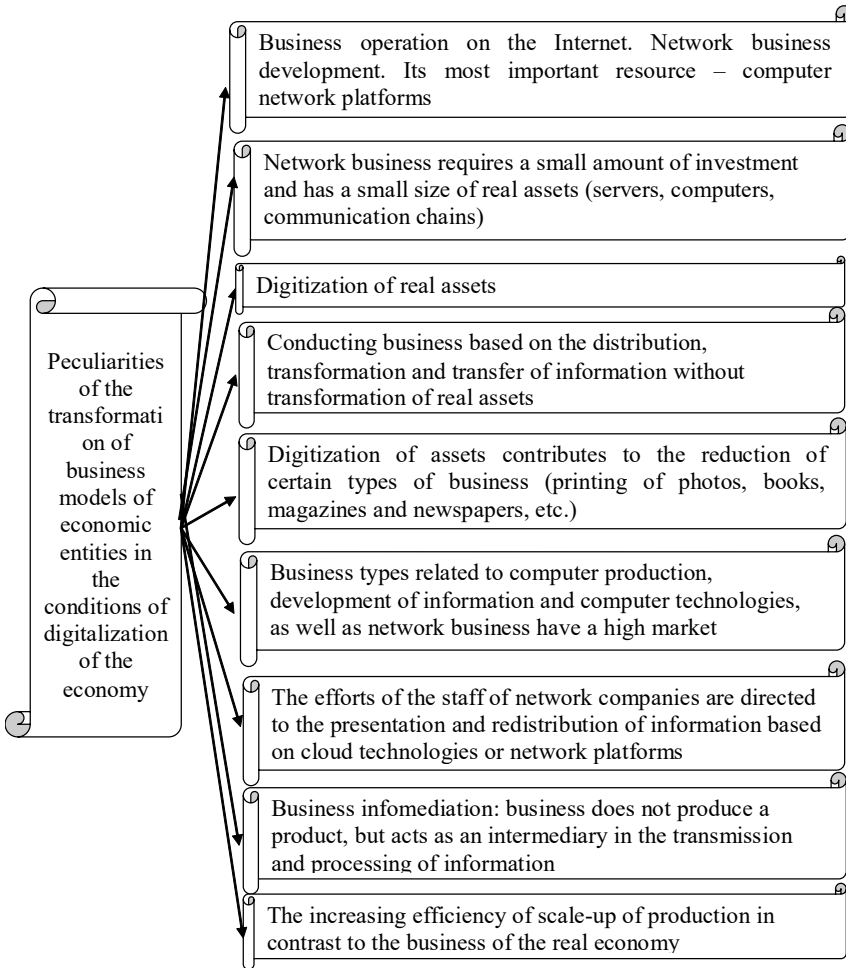 Business operation on the Internet. Network business
development. Its most important resource – computer
network platforms
Network business requires a small amount of investment
and has a small size of real assets (servers, computers,
communication chains)
Digitization of real assets
Conducting business based on the distribution,
transformation and transfer of information without
transformation of real assets
Digitization of assets contributes to the reduction of
certain types of business (printing of photos, books,
magazines and newspapers, etc.)
Business types related to computer production,
development of information and computer technologies,
as well as network business have a high market
The efforts of the staff of network companies are directed
to the presentation and redistribution of information based
on cloud technologies or network platforms
Business infomediation: business does not produce a
product, but acts as an intermediary in the transmission
and processing of information
The increasing efficiency of scale-up of production in
contrast to the business of the real economy
Peculiarities
of the
transformati
on of
business
models of
economic
entities in
the
conditions of
digitalization
of the
economy